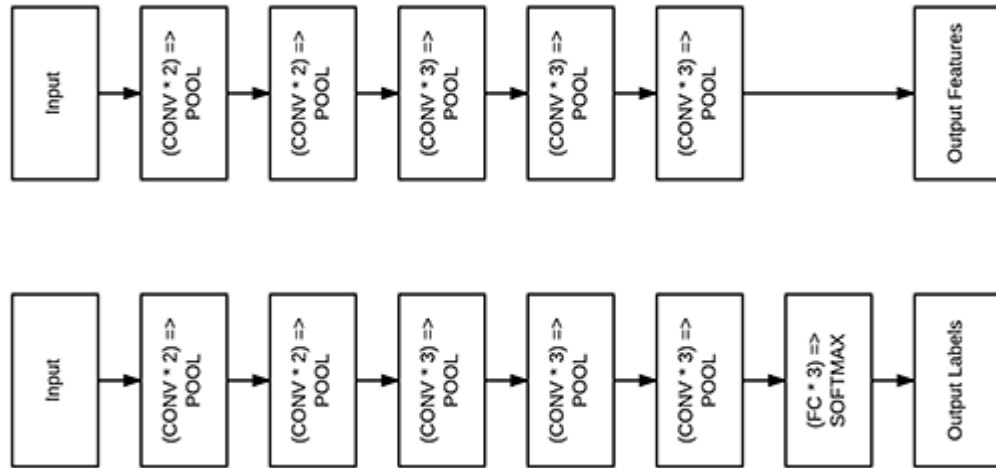 Input
(CONV * 2) =>
POOL
(CONV * 2) =>
POOL
(CONV * 3) =>
POOL
(CONV * 3) =>
POOL
(CONV * 3) =>
POOL
Output Features
Input
(CONV * 2) =>
POOL
(CONV * 2) =>
POOL
(CONV * 3) =>
POOL
(CONV * 3) =>
POOL
(CONV * 3) =>
POOL
(FC * 3) =>
SOFTMAX
Output Labels